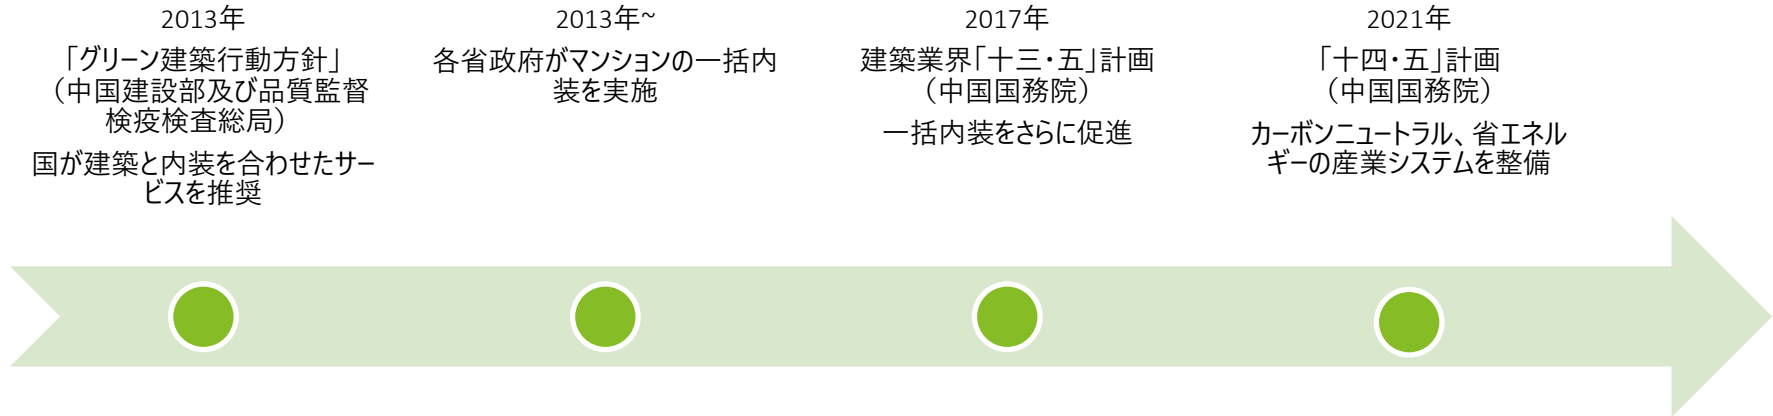 2013年
「グリーン建築行動方針」
（中国建設部及び品質監督
検疫検査総局）
国が建築と内装を合わせたサー
ビスを推奨
2013年~
各省政府がマンションの一括内
装を実施
2017年
建築業界「十三・五」計画
（中国国務院）
一括内装をさらに促進
2021年
「十四・五」計画
（中国国務院）
カーボンニュートラル、省エネル
ギーの産業システムを整備